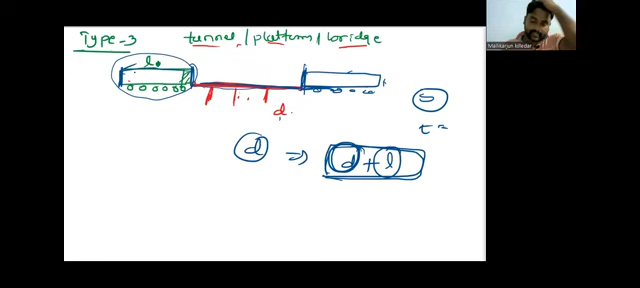 Type-3 tunnel / platform / bridge
l
d
S
t =
d ⇒ d + l
Mallikarjun killedar